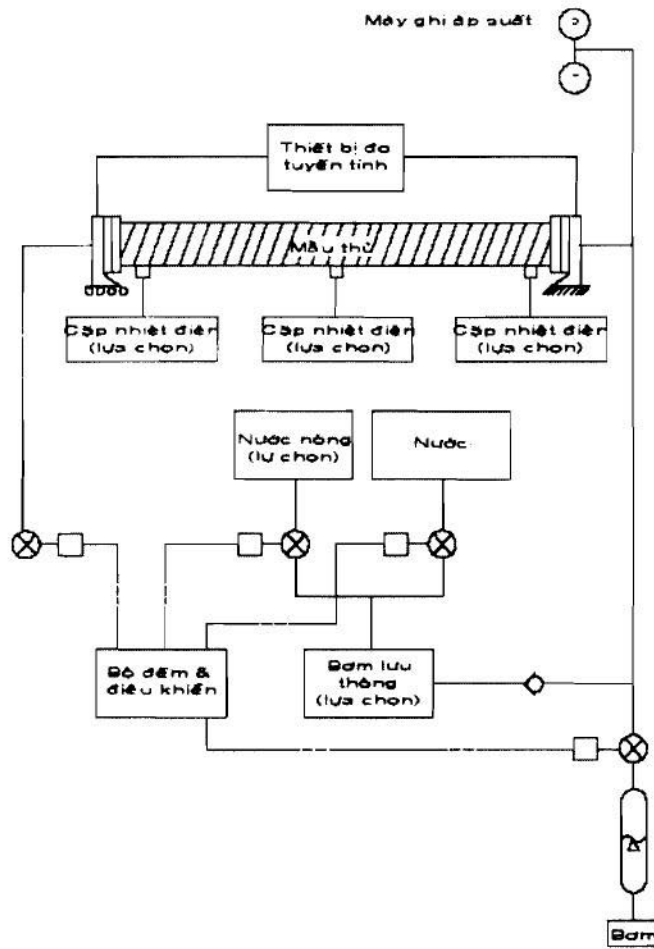 Máy ghi áp suất
P
Thiết bị đo
tuyến tính
Mẫu thử
Cặp nhiệt điện
(lựa chọn)
Cặp nhiệt điện
(lựa chọn)
Cặp nhiệt điện
(lựa chọn)
Nước nóng
(lự chọn)
Nước
Bộ đếm &
điều khiển
Bơm lưu
thông
(lựa chọn)
Bơm